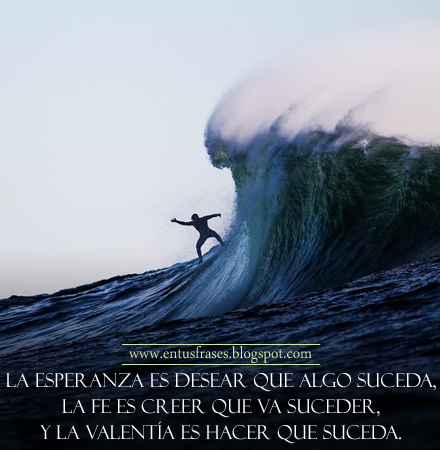 www.entusfrases.blogspot.com
LA ESPERANZA ES DESEAR QUE ALGO SUCEDA,
LA FE ES CREER QUE VA SUCEDER,
Y LA VALENTÍA ES HACER QUE SUCEDA.